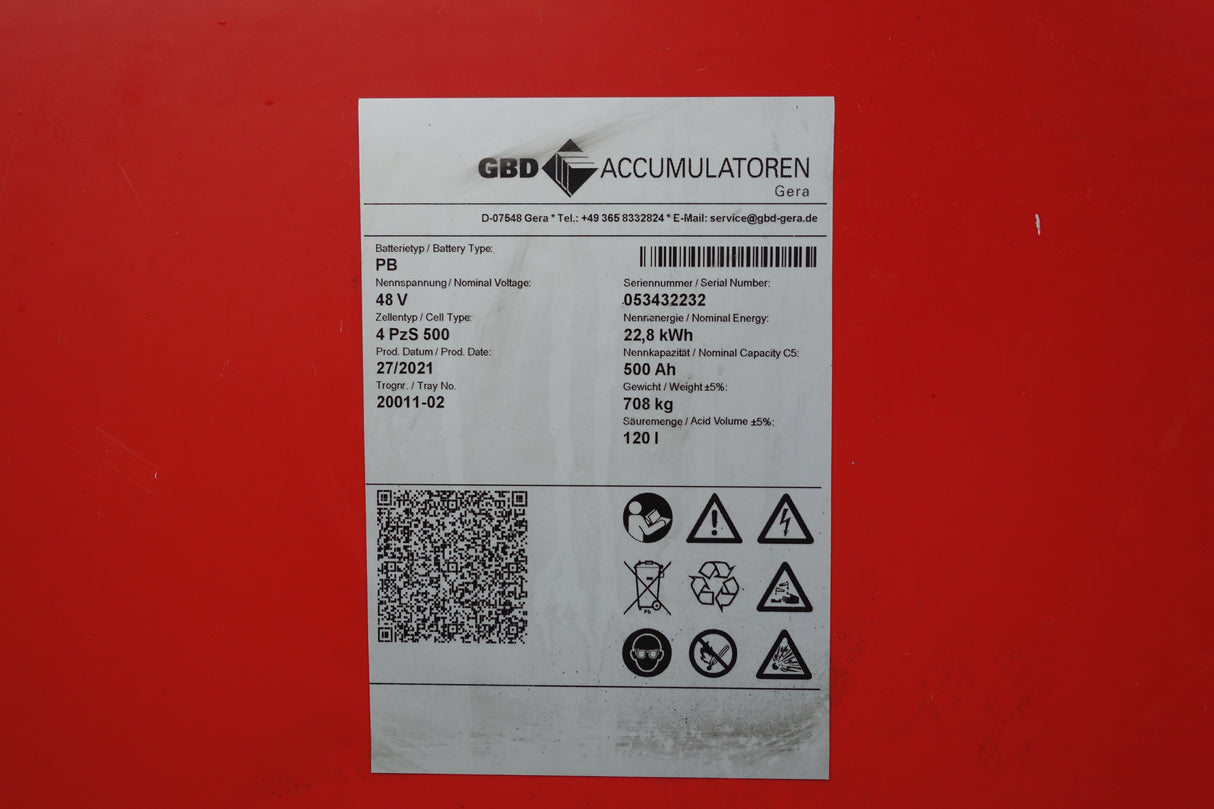 GBD ACCUMULATOREN
Gera
D-07548 Gera * Tel.: +49 365 8332824 * E-Mail: service@gbd-gera.de
Batterietyp / Battery Type:
PB
Nennspannung / Nominal Voltage:
48 V
Zellentyp / Cell Type:
4 PzS 500
Prod. Datum / Prod. Date:
27/2021
Trognr. / Tray No.
20011-02
Seriennummer / Serial Number:
053432232
Nennenergie / Nominal Energy:
22,8 kWh
Nennkapazität / Nominal Capacity C5:
500 Ah
Gewicht / Weight ±5%:
708 kg
Säuremenge / Acid Volume ±5%:
120 l
Pb